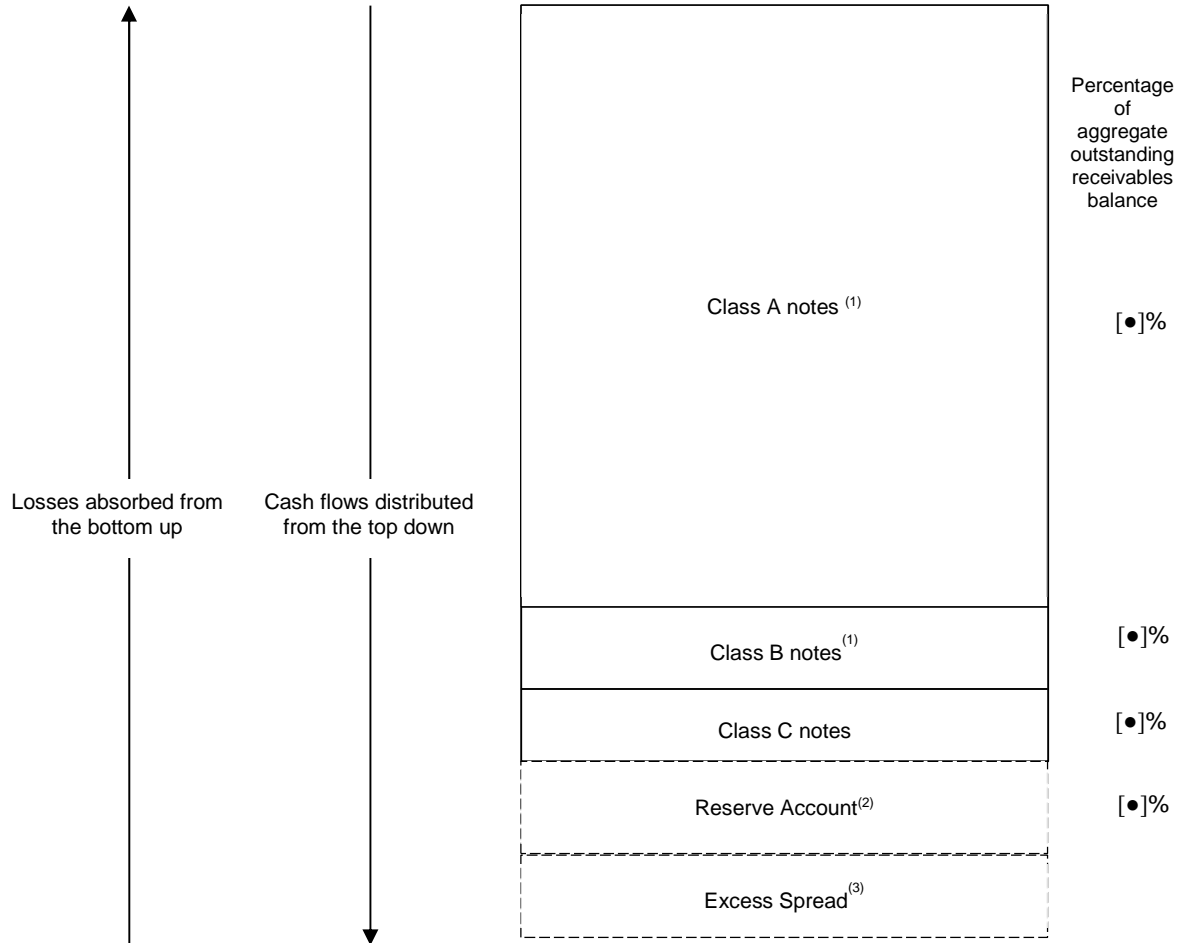 Percentage
of
aggregate
outstanding
receivables
balance
Class A notes (1)
[●]%
Losses absorbed from
the bottom up
Cash flows distributed
from the top down
Class B notes(1)
[●]%
Class C notes
[●]%
Reserve Account(2)
[●]%
Excess Spread(3)